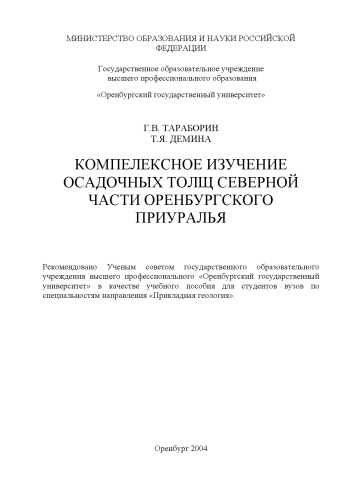 МИНИСТЕРСТВО ОБРАЗОВАНИЯ И НАУКИ РОССИЙСКОЙ
ФЕДЕРАЦИИ
Государственное образовательное учреждение
высшего профессионального образования
«Оренбургский государственный университет»
Г.В. ТАРАБОРИН
Т.Я. ДЕМИНА
КОМПЕЛЕКСНОЕ ИЗУЧЕНИЕ
ОСАДОЧНЫХ ТОЛЩ СЕВЕРНОЙ
ЧАСТИ ОРЕНБУРГСКОГО
ПРИУРАЛЬЯ
Рекомендовано Ученым советом государственного образовательного
учреждения высшего профессионального «Оренбургский государственный
университет» в качестве учебного пособия для студентов вузов по
специальностям направления «Прикладная геология».
Оренбург 2004